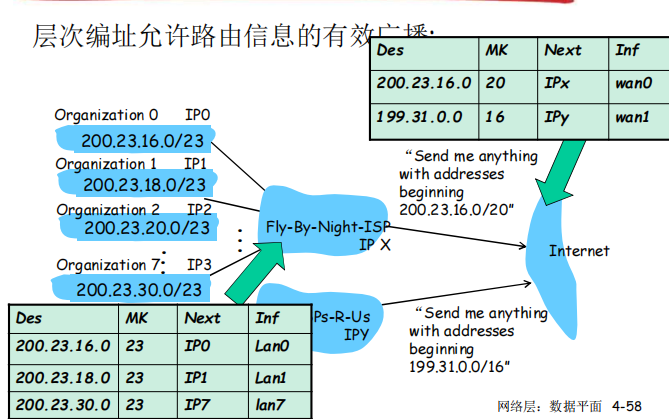 层次编址允许路由信息的有效广播:
Des MK Next Inf
200.23.16.0 20 IPx wan0
199.31.0.0 16 IPy wan1
Organization 0 IP0
200.23.16.0/23
Organization 1 IP1
200.23.18.0/23
Organization 2 IP2
200.23.20.0/23
Organization 7 IP3
200.23.30.0/23
Fly-By-Night-ISP
IP X
“Send me anything
with addresses
beginning
200.23.16.0/20”
Internet
Ps-R-Us
IPY
“Send me anything
with addresses
beginning
199.31.0.0/16”
Des MK Next Inf
200.23.16.0 23 IP0 Lan0
200.23.18.0 23 IP1 Lan1
200.23.30.0 23 IP7 lan7
网络层：数据平面 4-58